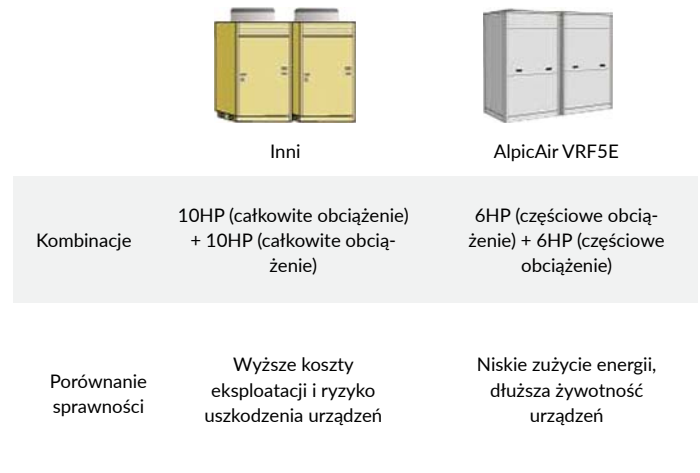 Inni
AlpicAir VRF5E
Kombinacje
10HP (całkowite obciążenie)
+ 10HP (całkowite obcią-
żenie)
6HP (częściowe obcią-
żenie) + 6HP (częściowe
obciążenie)
Porównanie
sprawności
Wyższe koszty
eksploatacji i ryzyko
uszkodzenia urządzeń
Niskie zużycie energii,
dłuższa żywotność
urządzeń